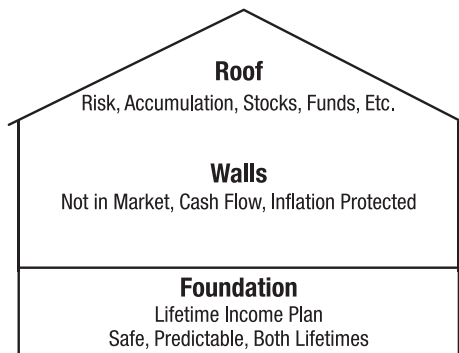 Roof
Risk, Accumulation, Stocks, Funds, Etc.
Walls
Not in Market, Cash Flow, Inflation Protected
Foundation
Lifetime Income Plan
Safe, Predictable, Both Lifetimes